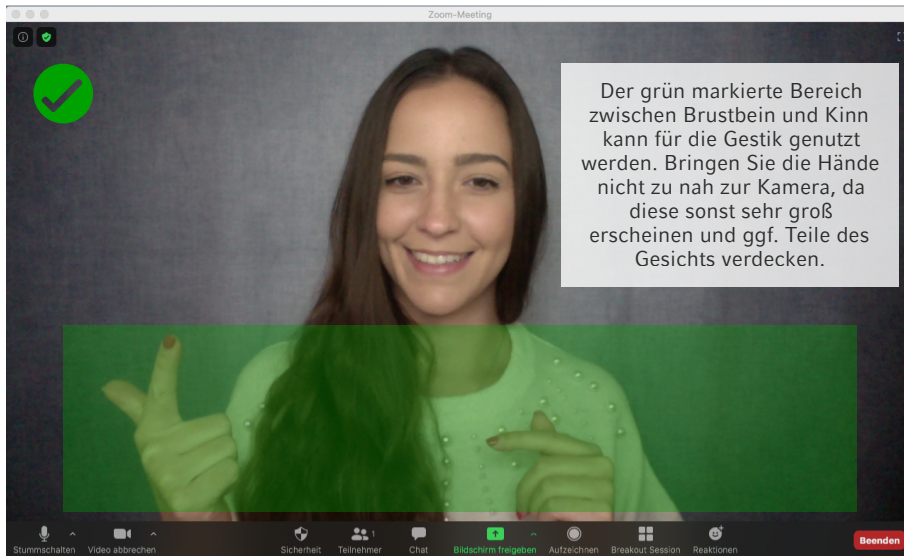 Zoom-Meeting
Der grün markierte Bereich
zwischen Brustbein und Kinn
kann für die Gestik genutzt
werden. Bringen Sie die Hände
nicht zu nah zur Kamera, da
diese sonst sehr groß
erscheinen und ggf. Teile des
Gesichts verdecken.
Stummschalten Video abbrechen Sicherheit Teilnehmer 1 Chat Bildschirm freigeben Aufzeichnen Breakout Session Reaktionen Beenden